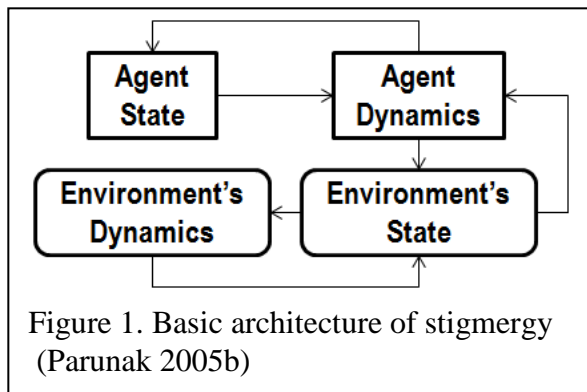 Agent
State
Agent
Dynamics
Environment's
Dynamics
Environment's
State
Figure 1. Basic architecture of stigmergy
(Parunak 2005b)